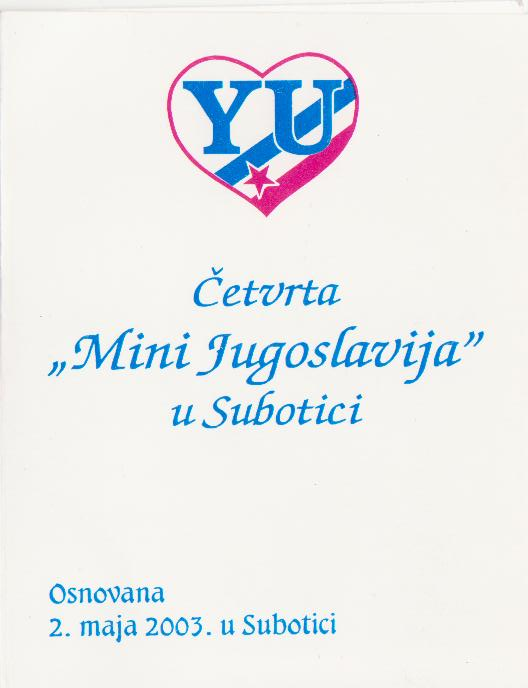 YU
Četvrta
„Mini Jugoslavija”
u Subotici
Osnovana
2. maja 2003. u Subotici